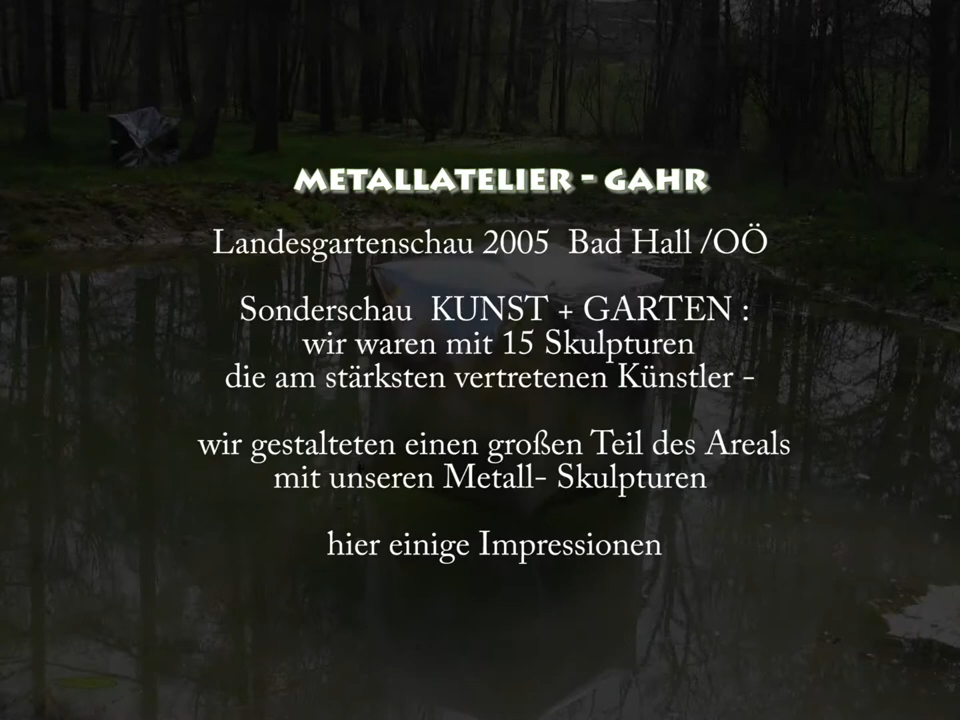 METALLATELIER - GAHR
Landesgartenschau 2005 Bad Hall /OÖ
Sonderschau KUNST + GARTEN :
wir waren mit 15 Skulpturen
die am stärksten vertretenen Künstler -
wir gestalteten einen großen Teil des Areals
mit unseren Metall- Skulpturen
hier einige Impressionen